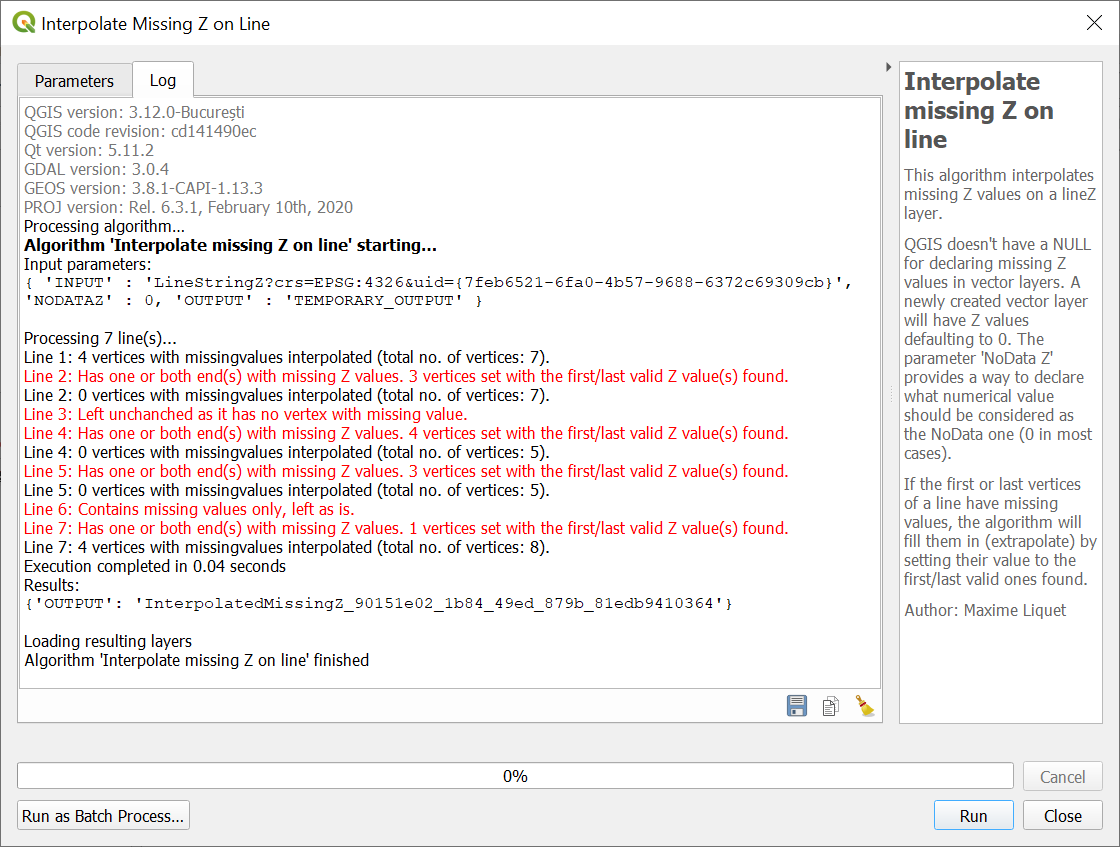 Interpolate Missing Z on Line
Parameters
Log
QGIS version: 3.12.0-București
QGIS code revision: cd141490ec
Qt version: 5.11.2
GDAL version: 3.0.4
GEOS version: 3.8.1-CAPI-1.13.3
PROJ version: Rel. 6.3.1, February 10th, 2020
Processing algorithm...
Algorithm 'Interpolate missing Z on line' starting...
Input parameters:
{ 'INPUT' : 'LineStringZ?crs=EPSG:4326&uid={7feb6521-6fa0-4b57-9688-6372c69309cb}',
'NODATAZ' : 0, 'OUTPUT' : 'TEMPORARY_OUTPUT' }
Processing 7 line(s)...
Line 1: 4 vertices with missingvalues interpolated (total no. of vertices: 7).
Line 2: Has one or both end(s) with missing Z values. 3 vertices set with the first/last valid Z value(s) found.
Line 2: 0 vertices with missingvalues interpolated (total no. of vertices: 7).
Line 3: Left unchanched as it has no vertex with missing value.
Line 4: Has one or both end(s) with missing Z values. 4 vertices set with the first/last valid Z value(s) found.
Line 4: 0 vertices with missingvalues interpolated (total no. of vertices: 5).
Line 5: Has one or both end(s) with missing Z values. 3 vertices set with the first/last valid Z value(s) found.
Line 5: 0 vertices with missingvalues interpolated (total no. of vertices: 5).
Line 6: Contains missing values only, left as is.
Line 7: Has one or both end(s) with missing Z values. 1 vertices set with the first/last valid Z value(s) found.
Line 7: 4 vertices with missingvalues interpolated (total no. of vertices: 8).
Execution completed in 0.04 seconds
Results:
{'OUTPUT': 'InterpolatedMissingZ_90151e02_1b84_49ed_879b_81edb9410364'}
Loading resulting layers
Algorithm 'Interpolate missing Z on line' finished
Interpolate
missing Z on
line
This algorithm interpolates
missing Z values on a lineZ
layer.
QGIS doesn't have a NULL
for declaring missing Z
values in vector layers. A
newly created vector layer
will have Z values
defaulting to 0. The
parameter 'NoData Z'
provides a way to declare
what numerical value
should be considered as
the NoData one (0 in most
cases).
If the first or last vertices
of a line have missing
values, the algorithm will
fill them in (extrapolate) by
setting their value to the
first/last valid ones found.
Author: Maxime Liquet
0%
Cancel
Run as Batch Process...
Run
Close